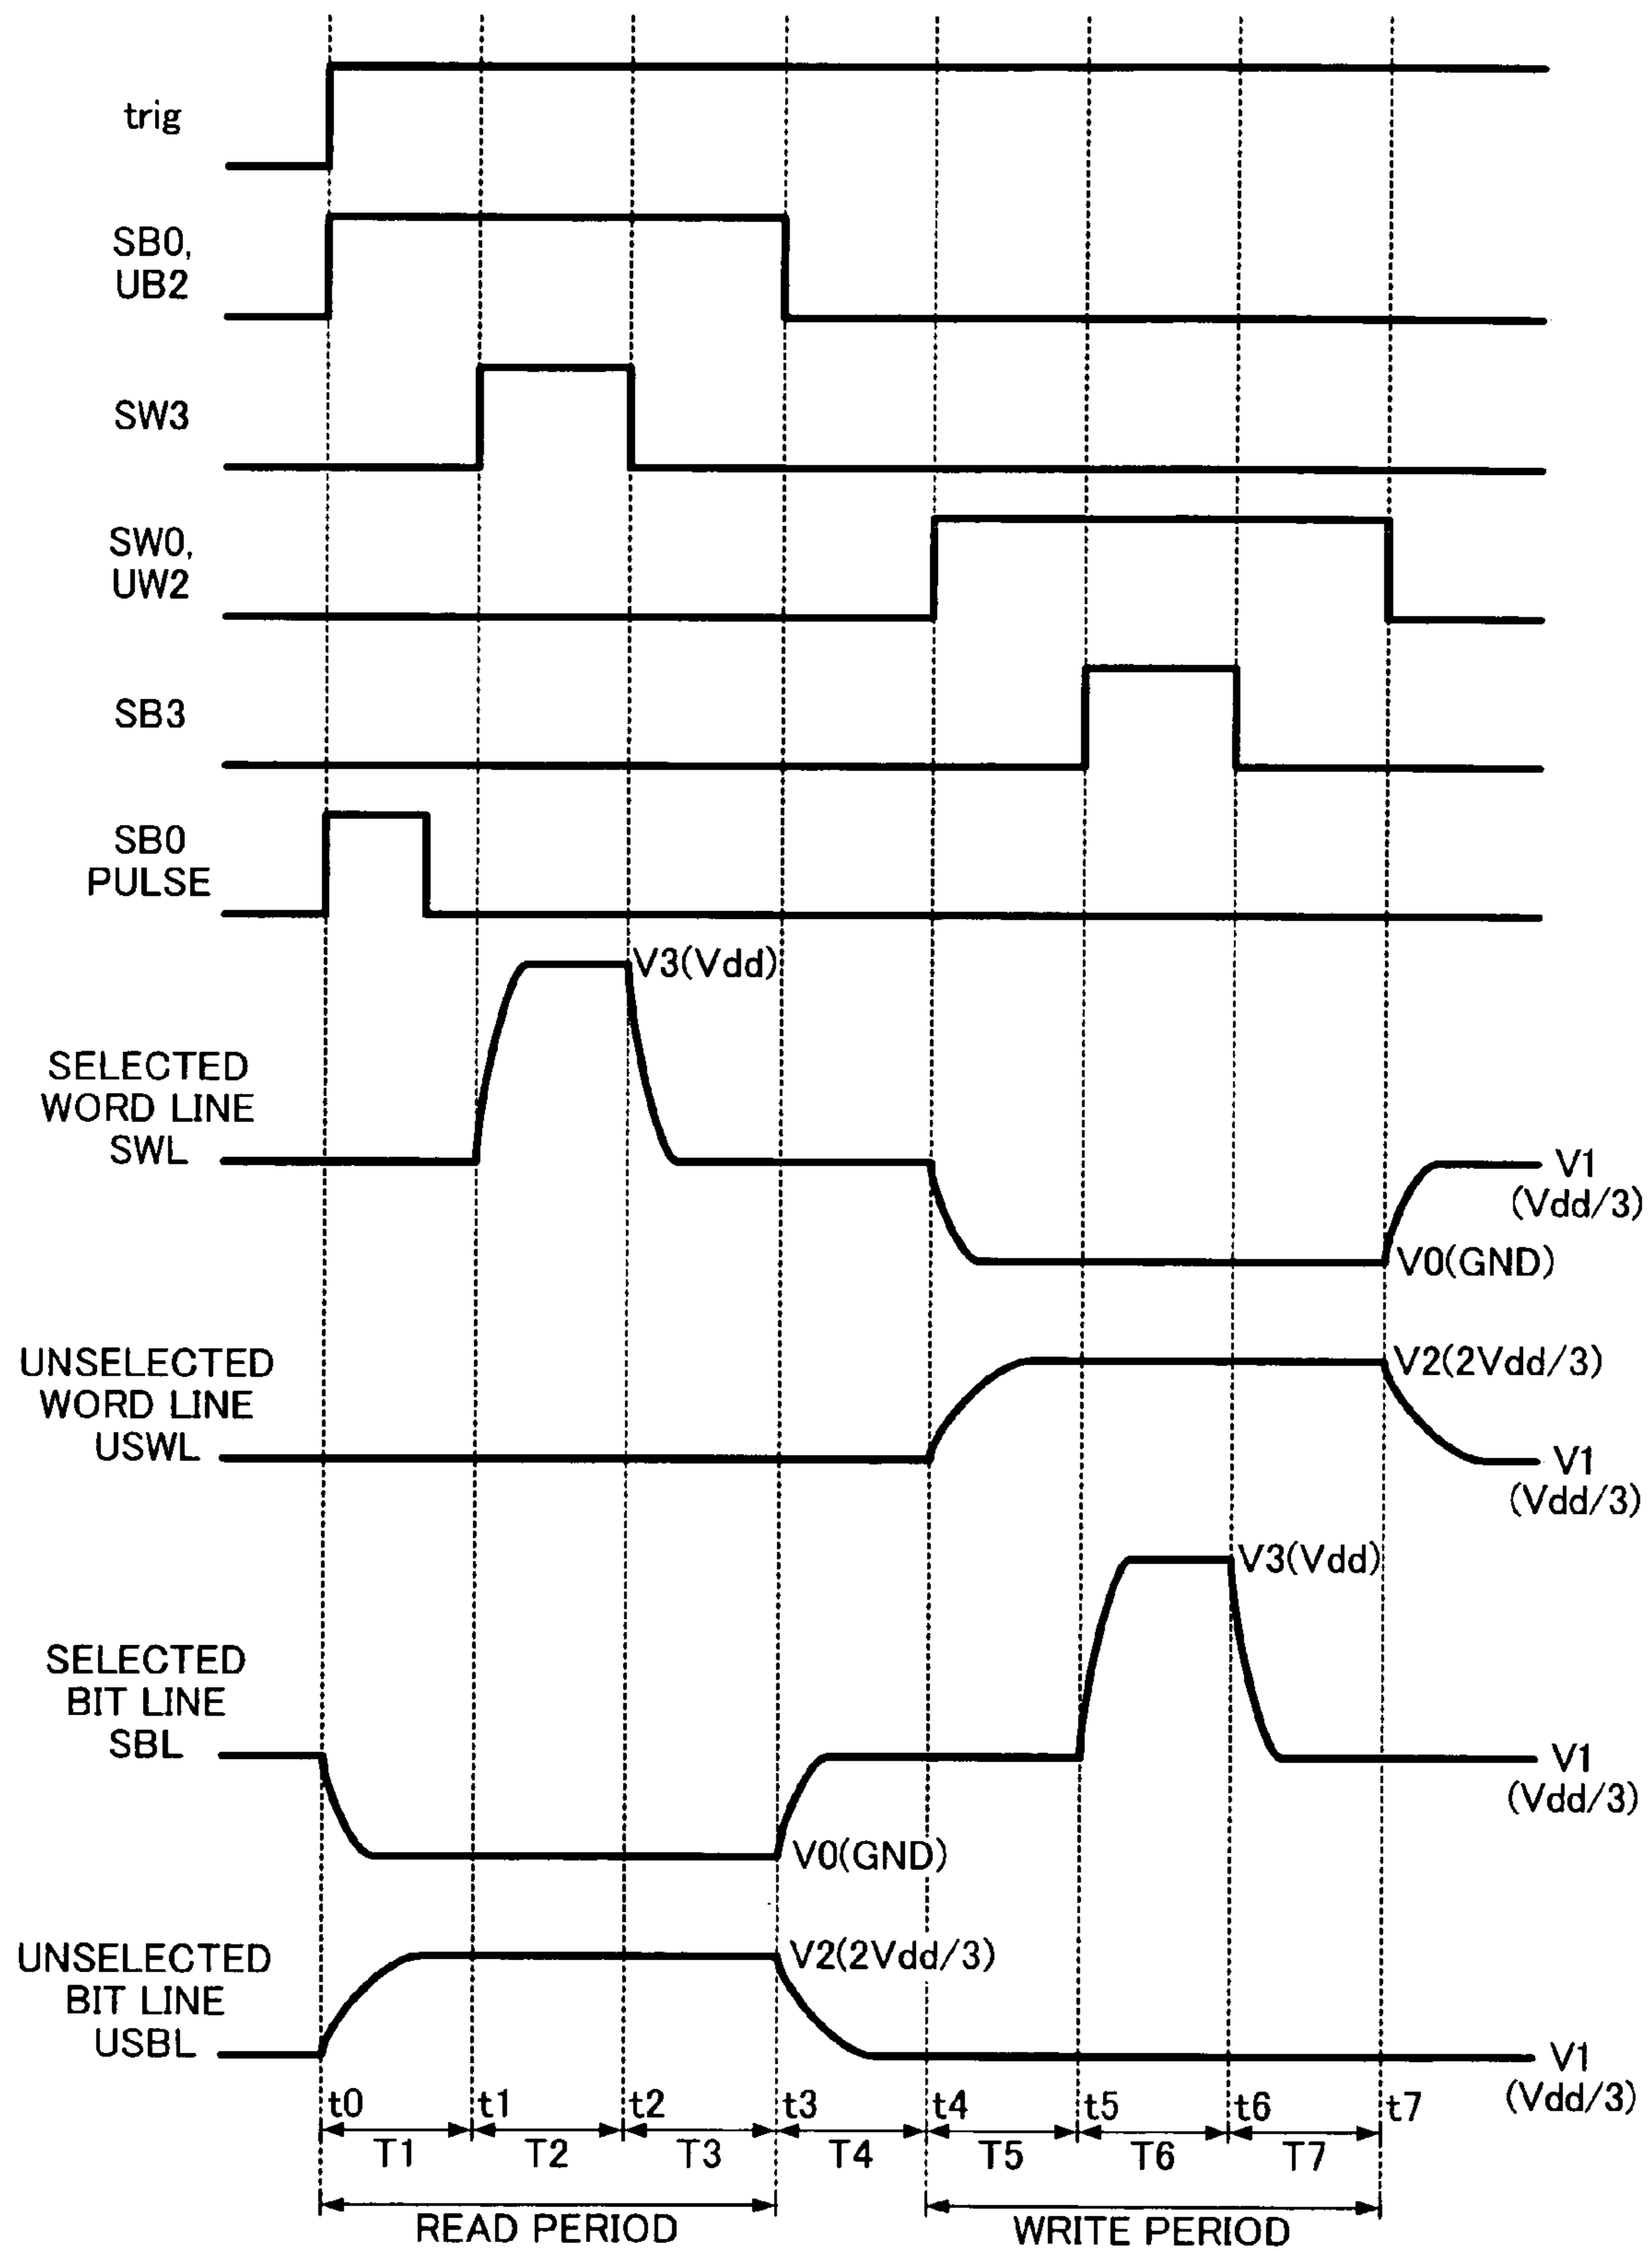 trig
SB0,
UB2
SW3
SW0,
UW2
SB3
SB0
PULSE
V3(Vdd)
SELECTED
WORD LINE
SWL
V1
(Vdd/3)
V0(GND)
UNSELECTED
WORD LINE
USWL
V2(2Vdd/3)
V1
(Vdd/3)
V3(Vdd)
SELECTED
BIT LINE
SBL
V1
(Vdd/3)
V0(GND)
UNSELECTED
BIT LINE
USBL
V2(2Vdd/3)
V1
(Vdd/3)
t0 t1 t2 t3 t4 t5 t6 t7
T1 T2 T3 T4 T5 T6 T7
READ PERIOD WRITE PERIOD